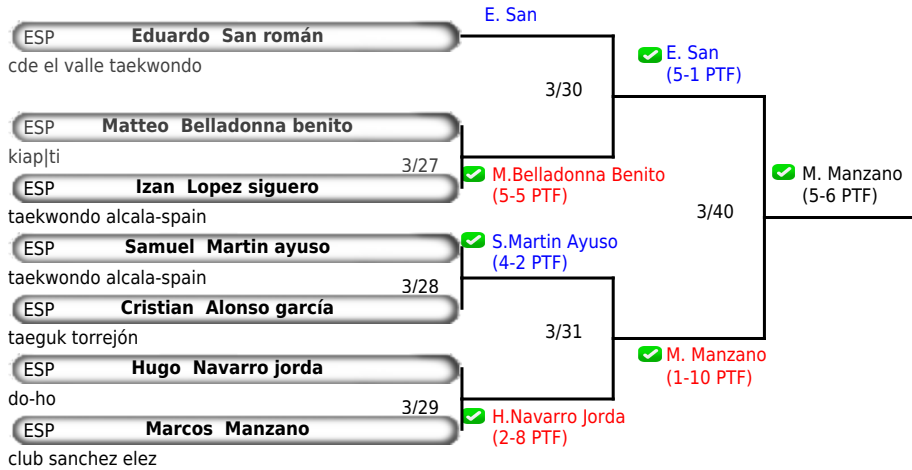 E. San
ESP Eduardo San román
cde el valle taekwondo
E. San
(5-1 PTF)
3/30
ESP Matteo Belladonna benito
kiap|ti
3/27
M.Belladonna Benito
(5-5 PTF)
ESP Izan Lopez siguero
taekwondo alcala-spain
M. Manzano
(5-6 PTF)
3/40
ESP Samuel Martin ayuso
taekwondo alcala-spain
S.Martin Ayuso
(4-2 PTF)
3/28
ESP Cristian Alonso garcía
taeguk torrejón
3/31
M. Manzano
(1-10 PTF)
ESP Hugo Navarro jorda
do-ho
3/29
H.Navarro Jorda
(2-8 PTF)
ESP Marcos Manzano
club sanchez elez